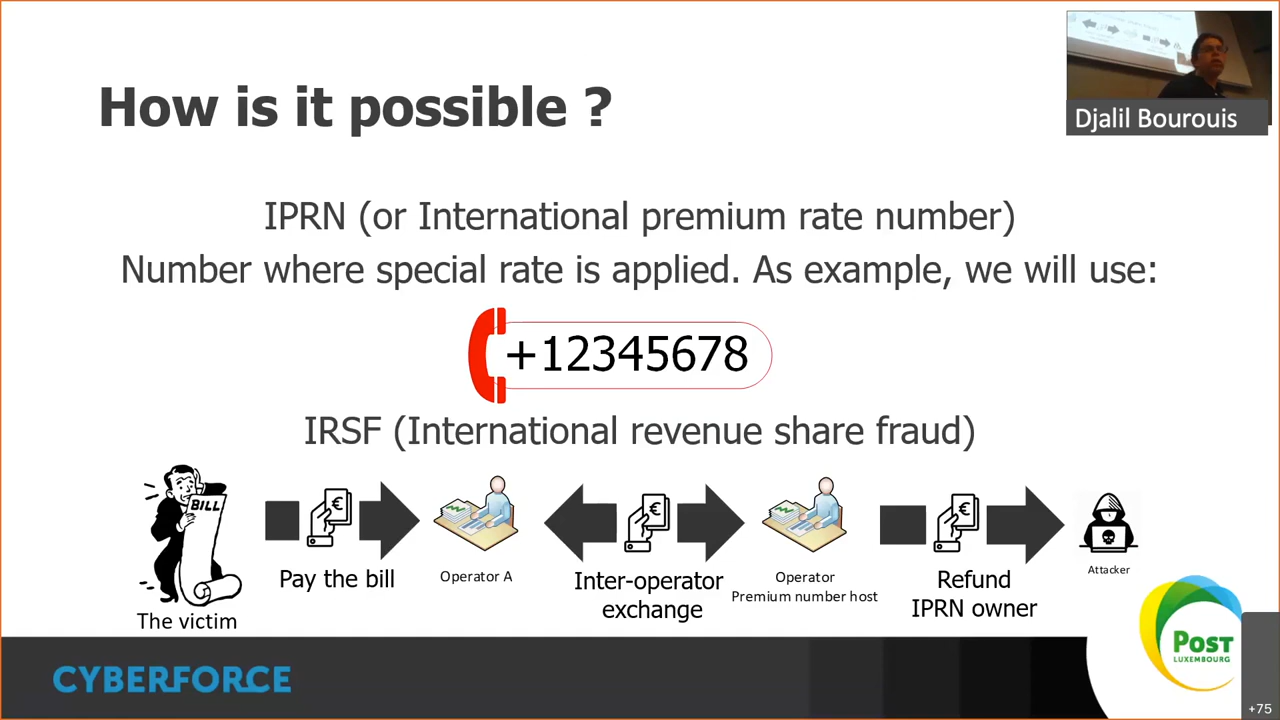 How is it possible ?
Djalil Bourouis
IPRN (or International premium rate number)
Number where special rate is applied. As example, we will use:
+12345678
IRSF (International revenue share fraud)
BILL
The victim
Pay the bill
Operator A
Inter-operator
exchange
Operator
Premium number host
Refund
IPRN owner
Attacker
CYBERFORCE
POST
LUXEMBOURG
+75